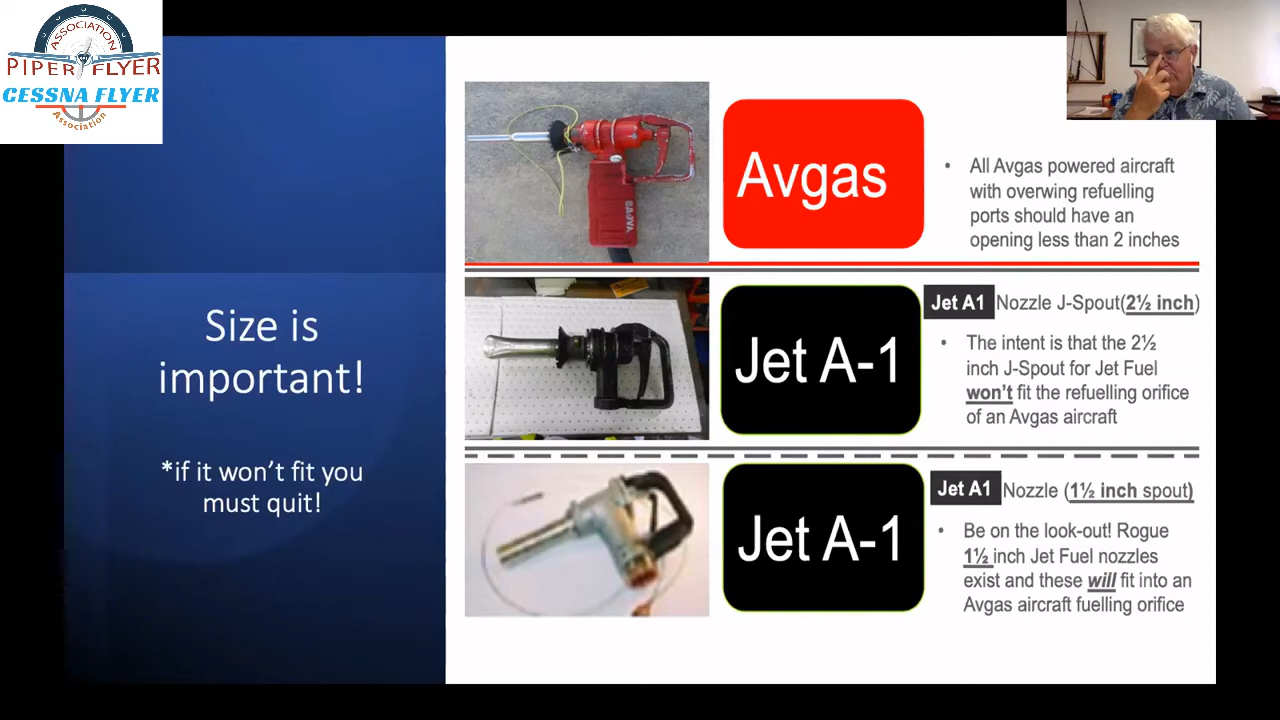 ASSOCIATION
PIPER FLYER
CESSNA FLYER
Association
Size is
important!
*if it won't fit you
must quit!
AVGAS
Avgas
• All Avgas powered aircraft
with overwing refuelling
ports should have an
opening less than 2 inches
Jet A-1
Jet A1 Nozzle J-Spout(2½ inch)
• The intent is that the 2½
inch J-Spout for Jet Fuel
won't fit the refuelling orifice
of an Avgas aircraft
Jet A-1
Jet A1 Nozzle (1½ inch spout)
• Be on the look-out! Rogue
1½ inch Jet Fuel nozzles
exist and these will fit into an
Avgas aircraft fuelling orifice